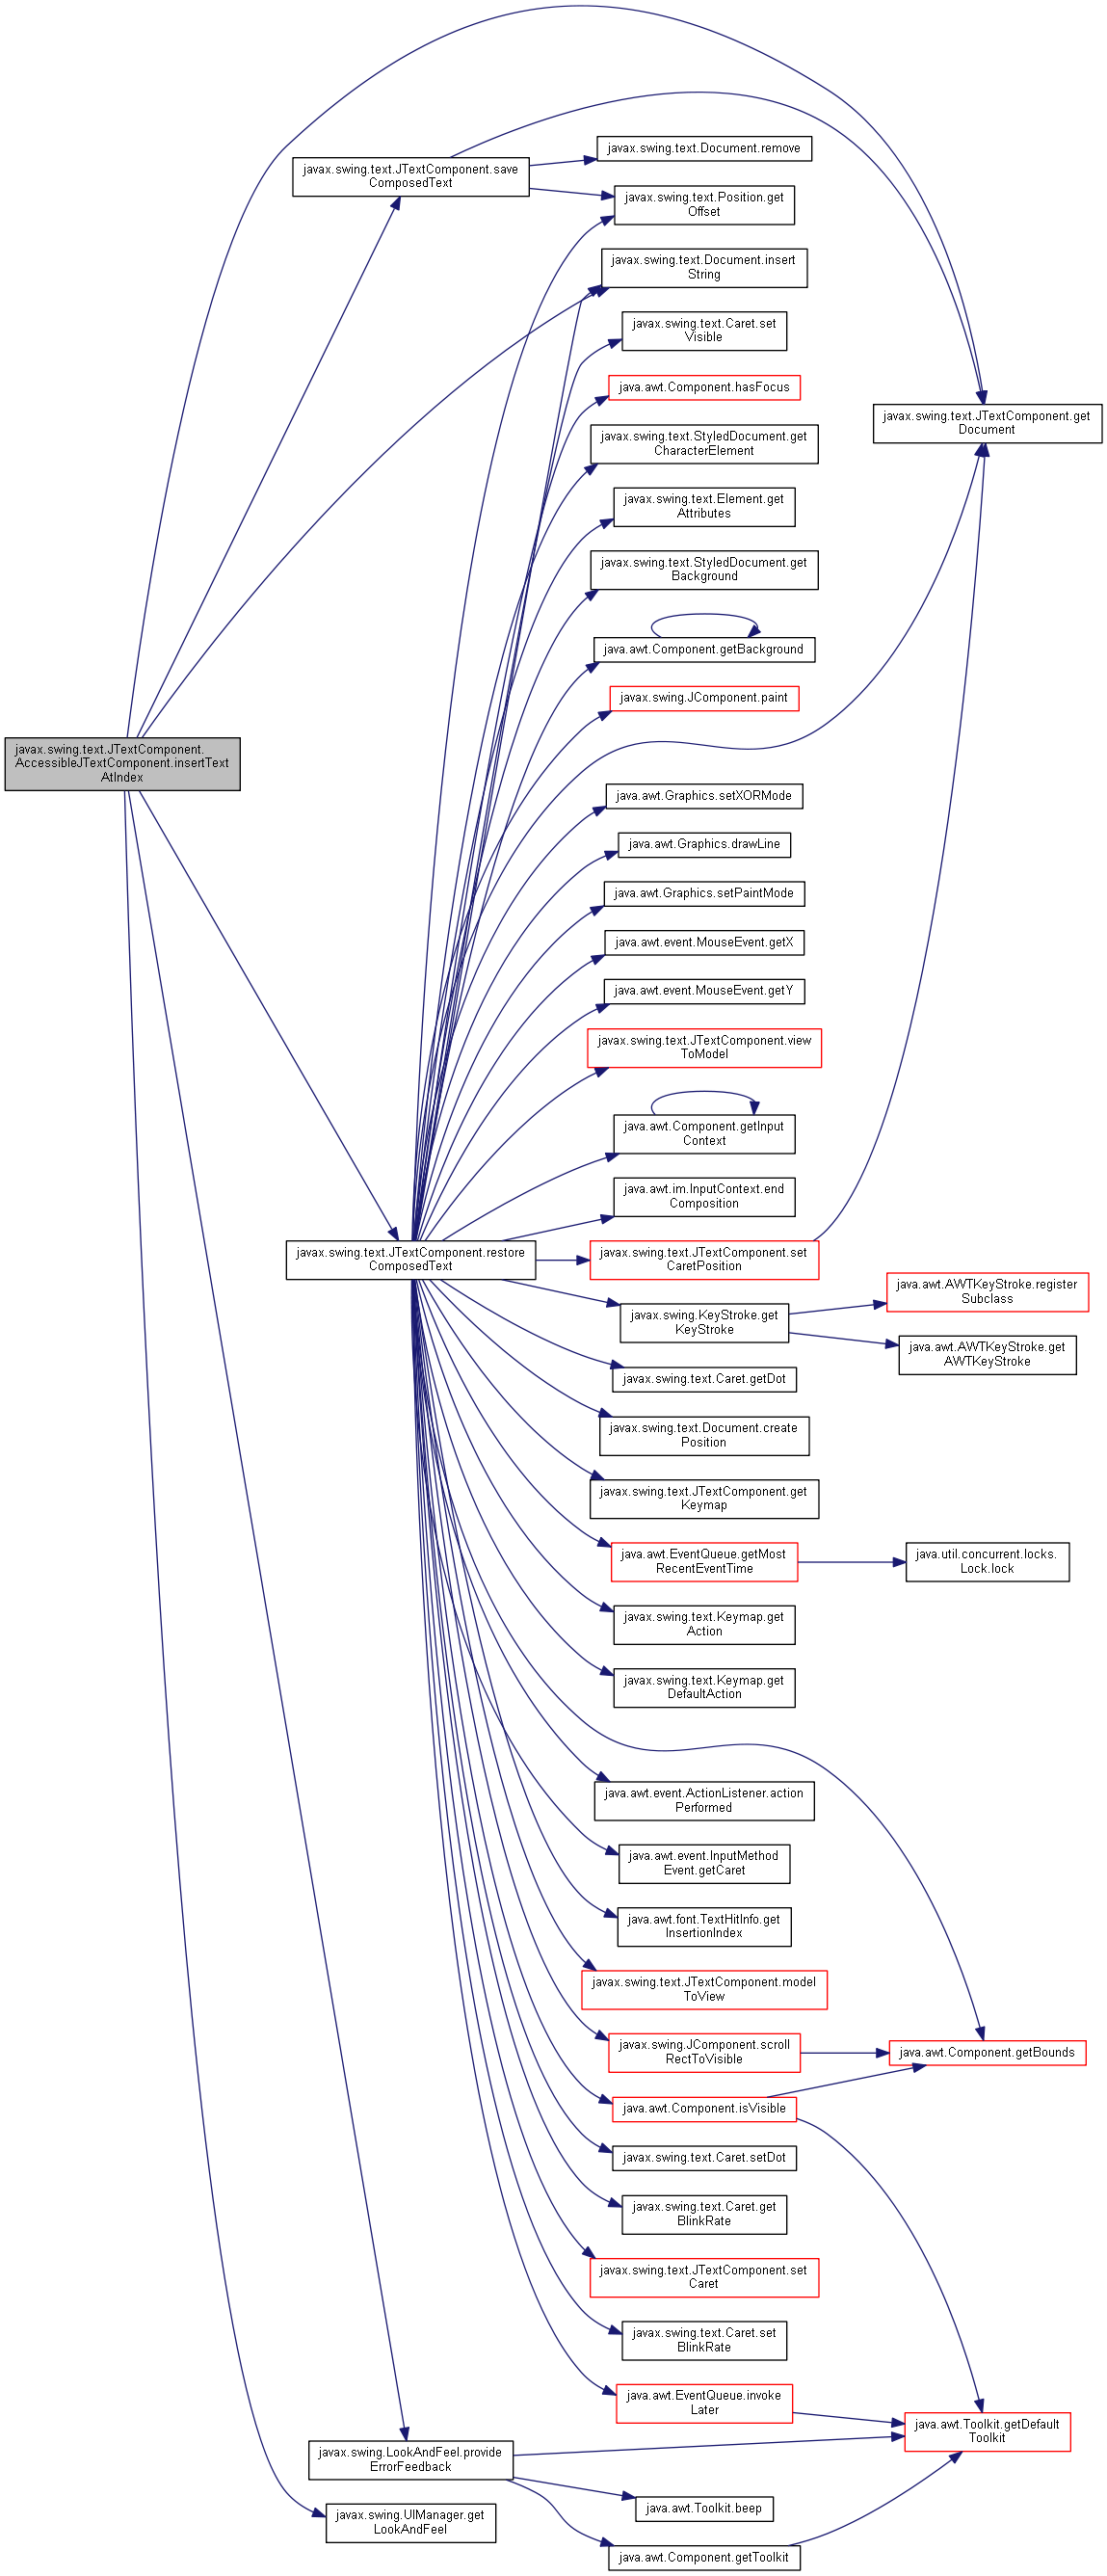 javax.swing.text.JTextComponent.save
ComposedText
javax.swing.text.Document.remove
javax.swing.text.Position.get
Offset
javax.swing.text.Document.insert
String
javax.swing.text.Caret.set
Visible
java.awt.Component.hasFocus
javax.swing.text.JTextComponent.get
Document
javax.swing.text.StyledDocument.get
CharacterElement
javax.swing.text.Element.get
Attributes
javax.swing.text.StyledDocument.get
Background
java.awt.Component.getBackground
javax.swing.JComponent.paint
javax.swing.text.JTextComponent.
AccessibleJTextComponent.insertText
AtIndex
java.awt.Graphics.setXORMode
java.awt.Graphics.drawLine
java.awt.Graphics.setPaintMode
java.awt.event.MouseEvent.getX
java.awt.event.MouseEvent.getY
javax.swing.text.JTextComponent.view
ToModel
java.awt.Component.getInput
Context
java.awt.im.InputContext.end
Composition
javax.swing.text.JTextComponent.restore
ComposedText
javax.swing.text.JTextComponent.set
CaretPosition
java.awt.AWTKeyStroke.register
Subclass
javax.swing.KeyStroke.get
KeyStroke
java.awt.AWTKeyStroke.get
AWTKeyStroke
javax.swing.text.Caret.getDot
javax.swing.text.Document.create
Position
javax.swing.text.JTextComponent.get
Keymap
java.awt.EventQueue.getMost
RecentEventTime
java.util.concurrent.locks.
Lock.lock
javax.swing.text.Keymap.get
Action
javax.swing.text.Keymap.get
DefaultAction
java.awt.event.ActionListener.action
Performed
java.awt.event.InputMethod
Event.getCaret
java.awt.font.TextHitInfo.get
InsertionIndex
javax.swing.text.JTextComponent.model
ToView
javax.swing.JComponent.scroll
RectToVisible
java.awt.Component.getBounds
java.awt.Component.isVisible
javax.swing.text.Caret.setDot
javax.swing.text.Caret.get
BlinkRate
javax.swing.text.JTextComponent.set
Caret
javax.swing.text.Caret.set
BlinkRate
java.awt.EventQueue.invoke
Later
java.awt.Toolkit.getDefault
Toolkit
javax.swing.LookAndFeel.provide
ErrorFeedback
java.awt.Toolkit.beep
javax.swing.UIManager.get
LookAndFeel
java.awt.Component.getToolkit